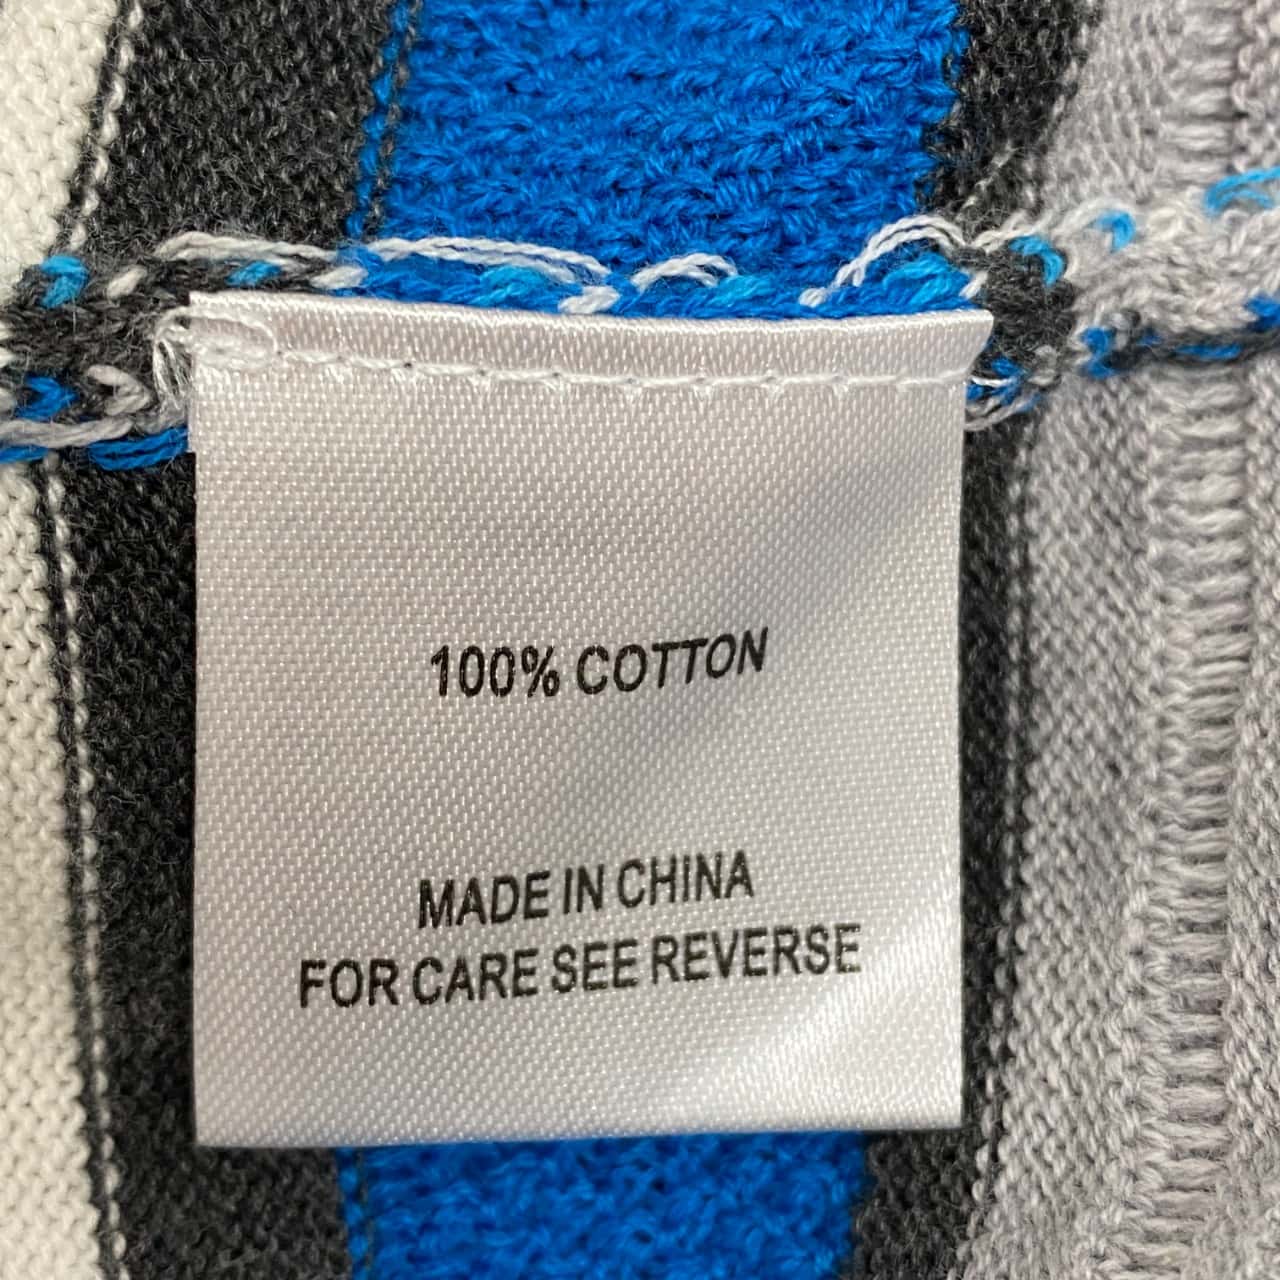 100% COTTON
MADE IN CHINA
FOR CARE SEE REVERSE